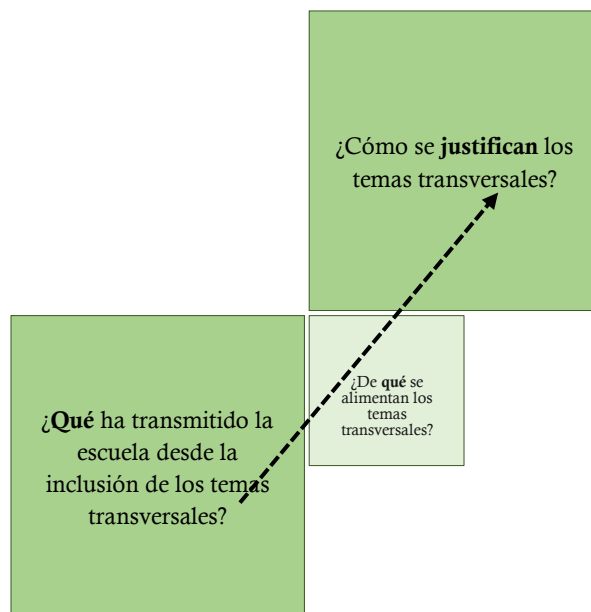 ¿Cómo se justifican los
temas transversales?
¿De qué se
alimentan los
temas
transversales?
¿Qué ha transmitido la
escuela desde la
inclusión de los temas
transversales?